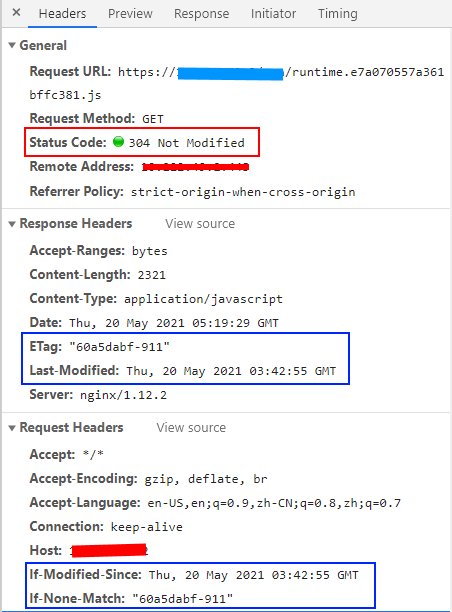 Headers Preview Response Initiator Timing
General
Request URL: https:// /runtime.e7a070557a361
bffc381.js
Request Method: GET
Status Code: 304 Not Modified
Remote Address:
Referrer Policy: strict-origin-when-cross-origin
Response Headers View source
Accept-Ranges: bytes
Content-Length: 2321
Content-Type: application/javascript
Date: Thu, 20 May 2021 05:19:29 GMT
ETag: "60a5dabf-911"
Last-Modified: Thu, 20 May 2021 03:42:55 GMT
Server: nginx/1.12.2
Request Headers View source
Accept: */*
Accept-Encoding: gzip, deflate, br
Accept-Language: en-US,en;q=0.9,zh-CN;q=0.8,zh;q=0.7
Connection: keep-alive
Host:
If-Modified-Since: Thu, 20 May 2021 03:42:55 GMT
If-None-Match: "60a5dabf-911"